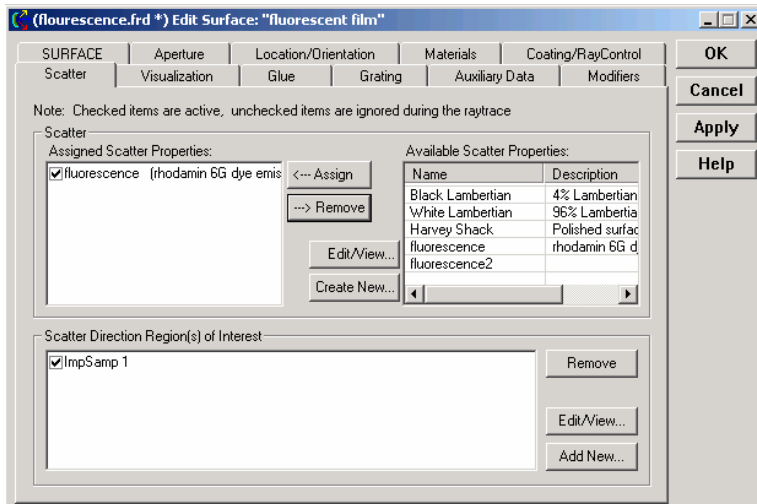 (flourescence.frd *) Edit Surface: "fluorescent film"
SURFACE Aperture Location/Orientation Materials Coating/RayControl
Scatter Visualization Glue Grating Auxiliary Data Modifiers
OK
Cancel
Apply
Help
Note: Checked items are active, unchecked items are ignored during the raytrace
Scatter
Assigned Scatter Properties:
fluorescence (rhodamin 6G dye emis
<--- Assign
---> Remove
Edit/View...
Create New...
Available Scatter Properties:
Name Description
Black Lambertian 4% Lambertian
White Lambertian 96% Lambertia
Harvey Shack Polished surfac
fluorescence rhodamin 6G d
fluorescence2
Scatter Direction Region(s) of Interest
ImpSamp 1
Remove
Edit/View...
Add New...